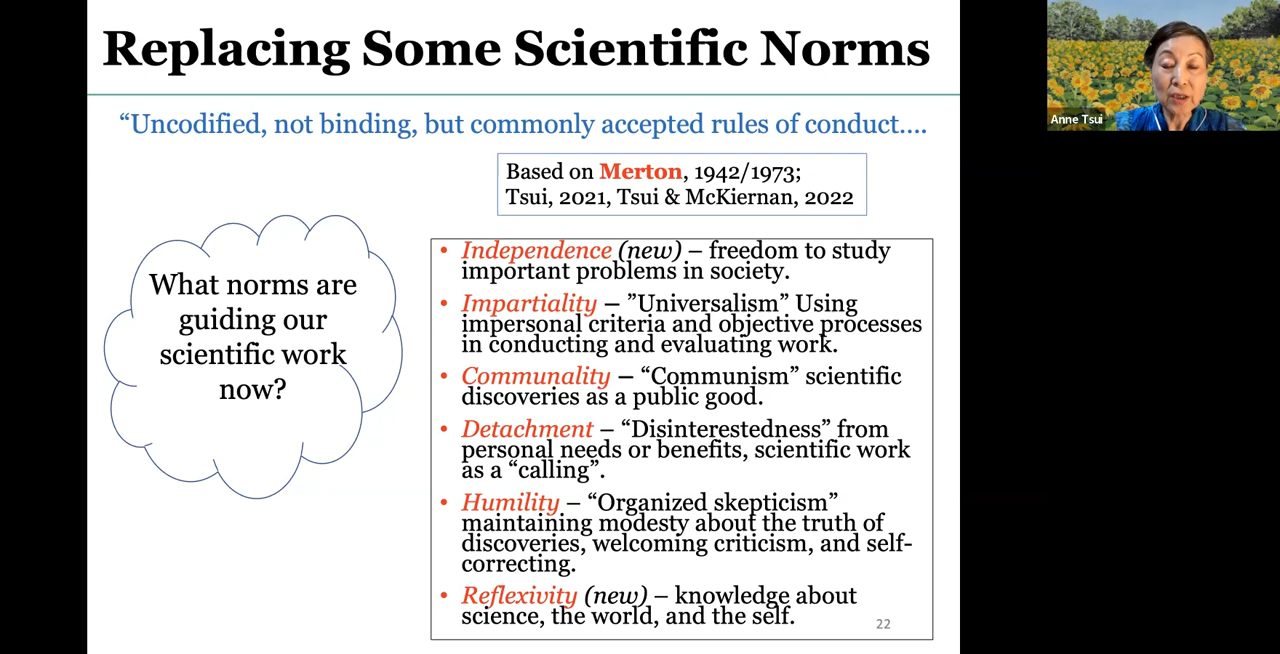 Replacing Some Scientific Norms
“Uncodified, not binding, but commonly accepted rules of conduct….
Based on Merton, 1942/1973;
Tsui, 2021, Tsui & McKiernan, 2022
What norms are
guiding our
scientific work
now?
• Independence (new) – freedom to study
important problems in society.
• Impartiality – ”Universalism” Using
impersonal criteria and objective processes
in conducting and evaluating work.
• Communality – “Communism” scientific
discoveries as a public good.
• Detachment – “Disinterestedness” from
personal needs or benefits, scientific work
as a “calling”.
• Humility – “Organized skepticism”
maintaining modesty about the truth of
discoveries, welcoming criticism, and self-
correcting.
• Reflexivity (new) – knowledge about
science, the world, and the self.
22
Anne Tsui